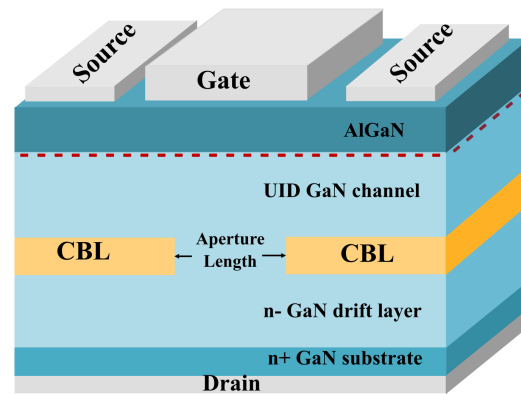 Source
Gate
Source
AlGaN
UID GaN channel
CBL
Aperture
Length
CBL
n- GaN drift layer
n+ GaN substrate
Drain